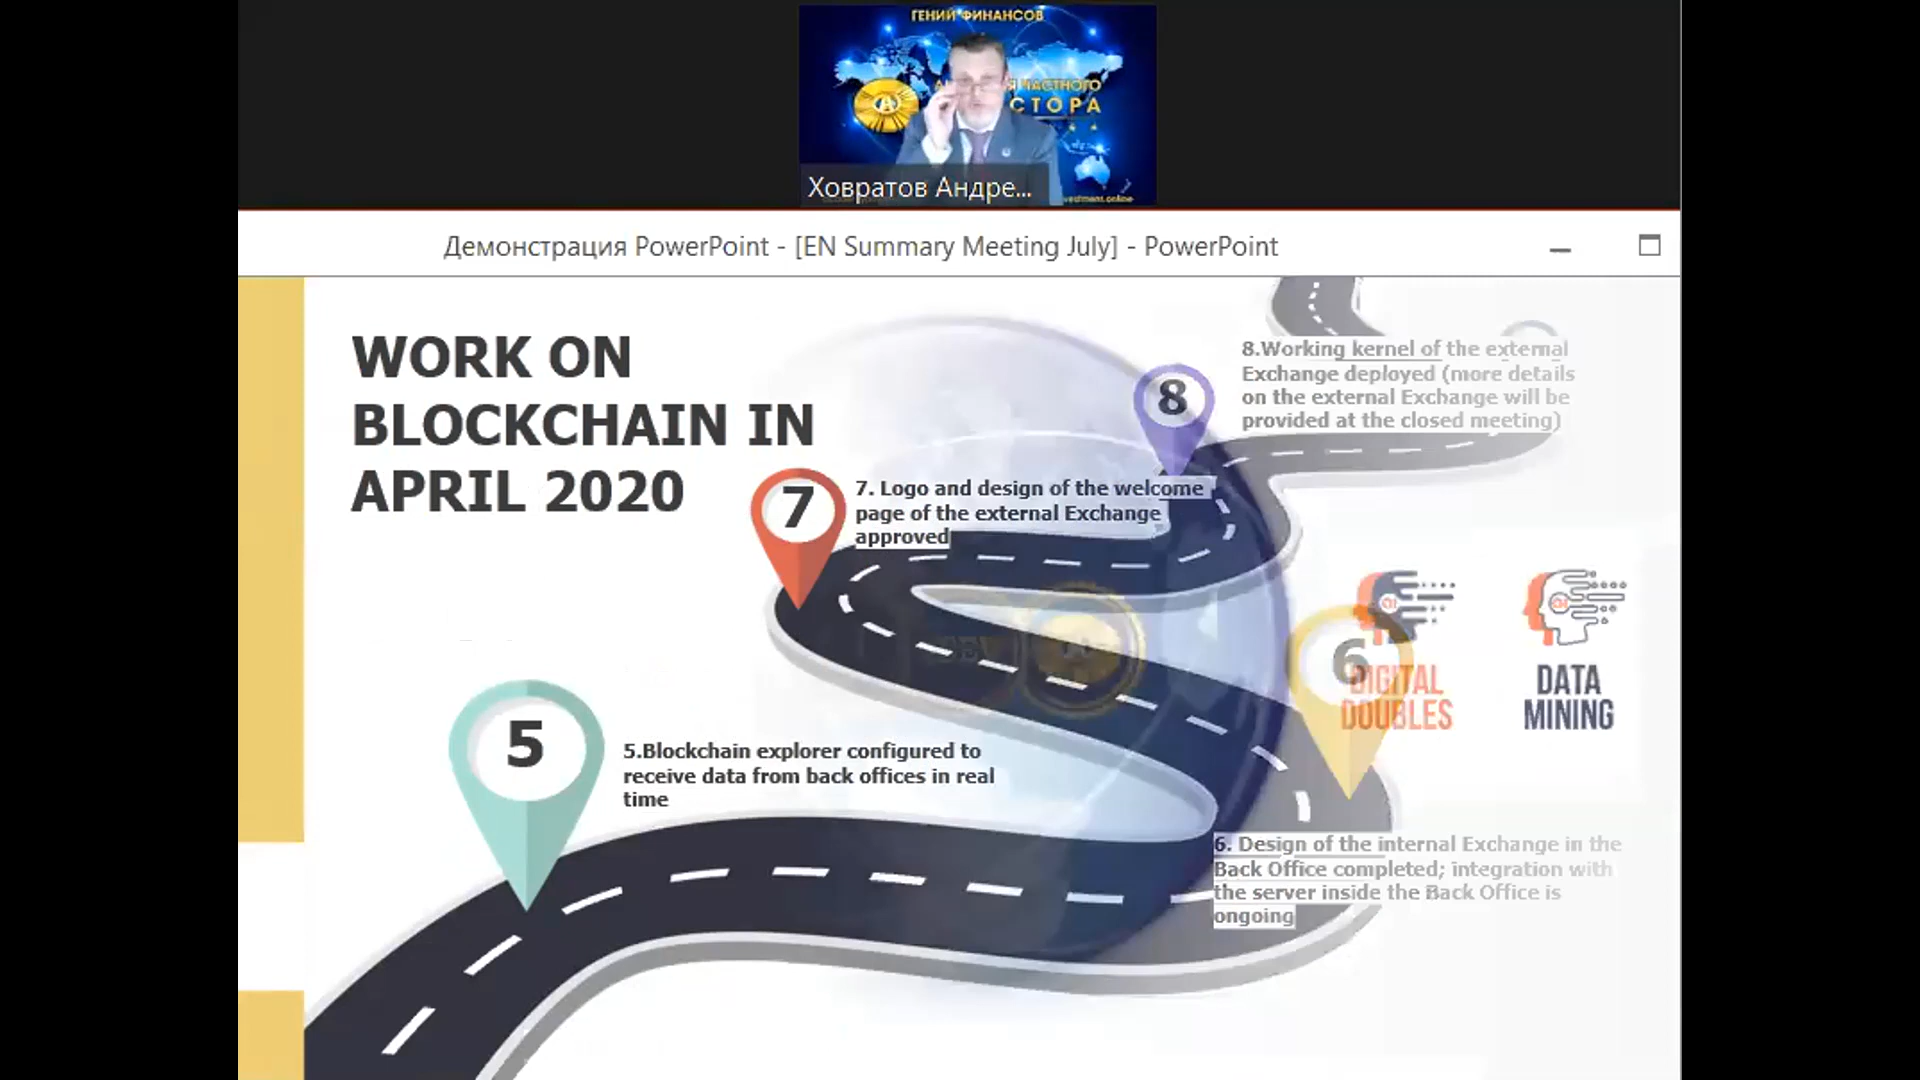 ГЕНИЙ ФИНАНСОВ
Я ЧАСТНОГО
СТОРА
Ховратов Андре...
Демонстрация PowerPoint - [EN Summary Meeting July] - PowerPoint
WORK ON
BLOCKCHAIN IN
APRIL 2020
8
8.Working kernel of the external
Exchange deployed (more details
on the external Exchange will be
provided at the closed meeting)
7
7. Logo and design of the welcome
page of the external Exchange
approved
6
DIGITAL
DOUBLES
DATA
MINING
5
5.Blockchain explorer configured to
receive data from back offices in real
time
6. Design of the internal Exchange in the
Back Office completed; integration with
the server inside the Back Office is
ongoing